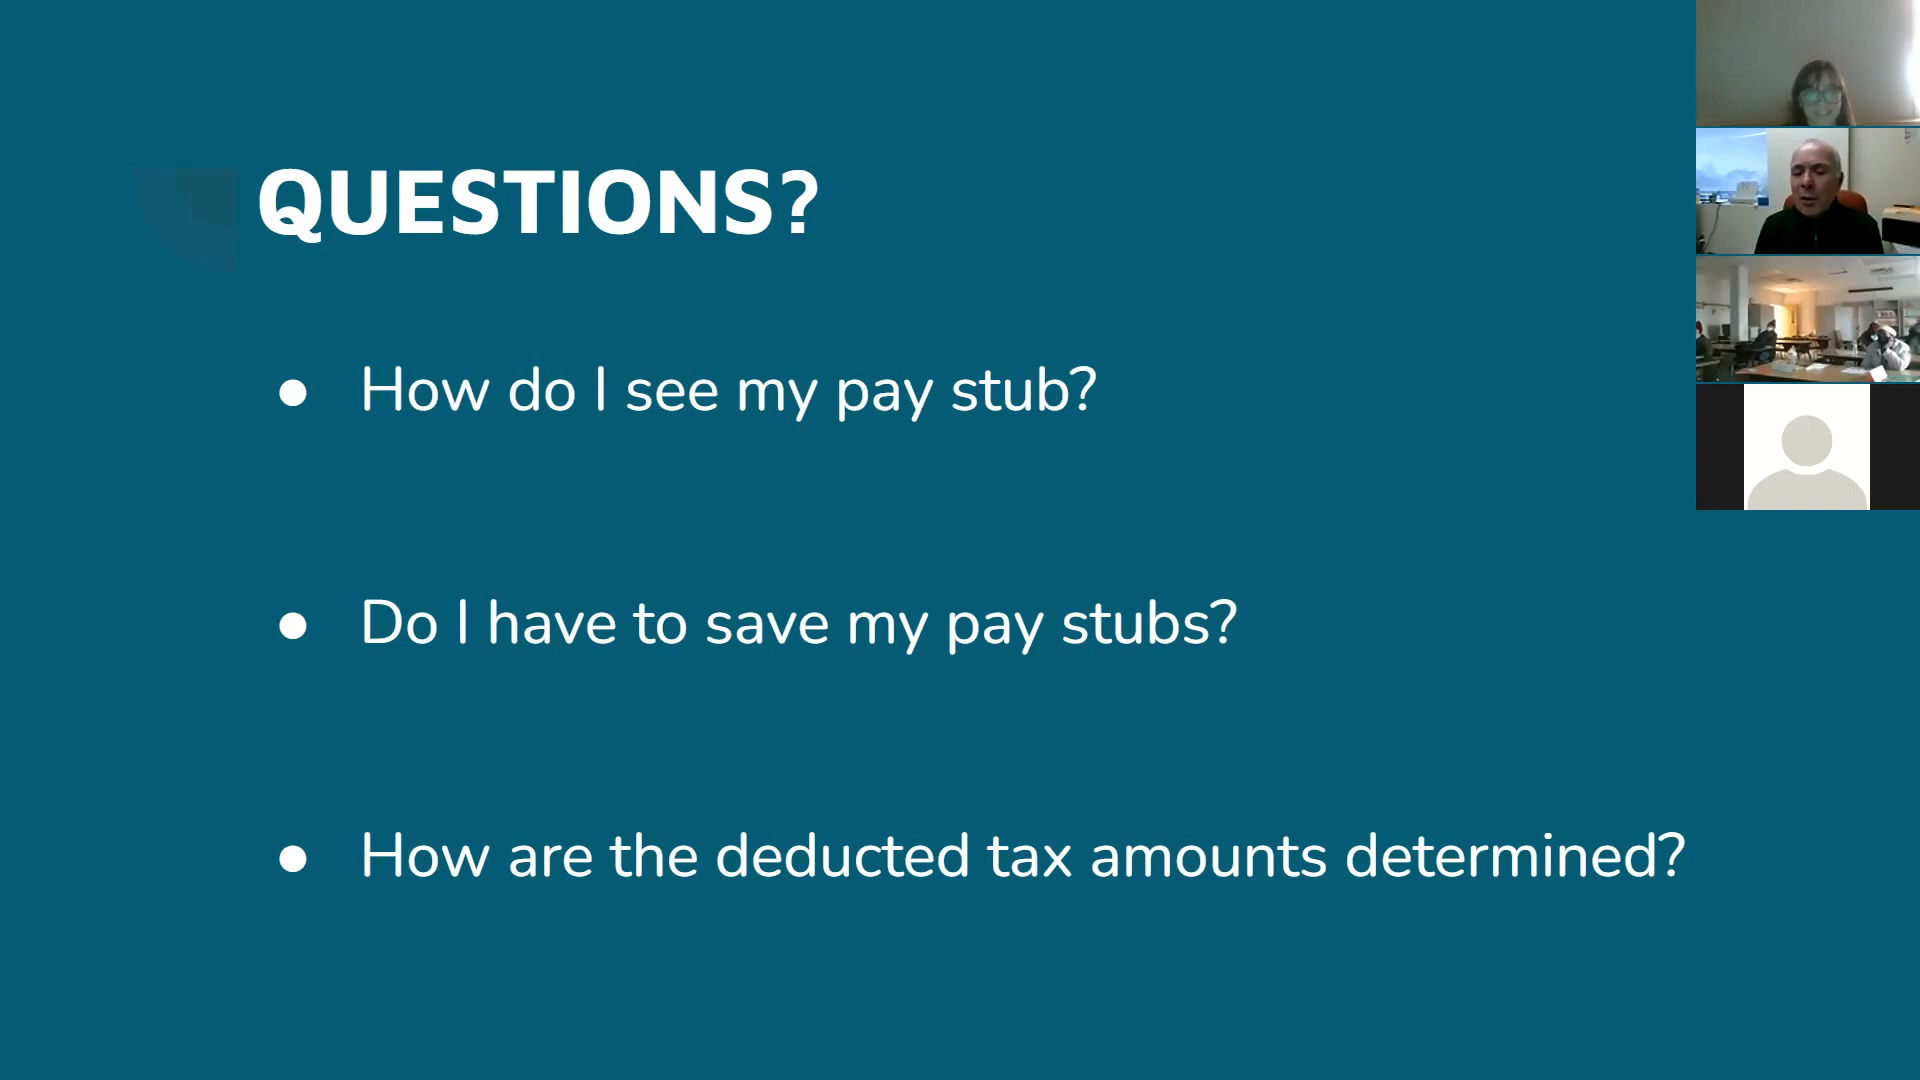 QUESTIONS?
● How do I see my pay stub?
● Do I have to save my pay stubs?
● How are the deducted tax amounts determined?